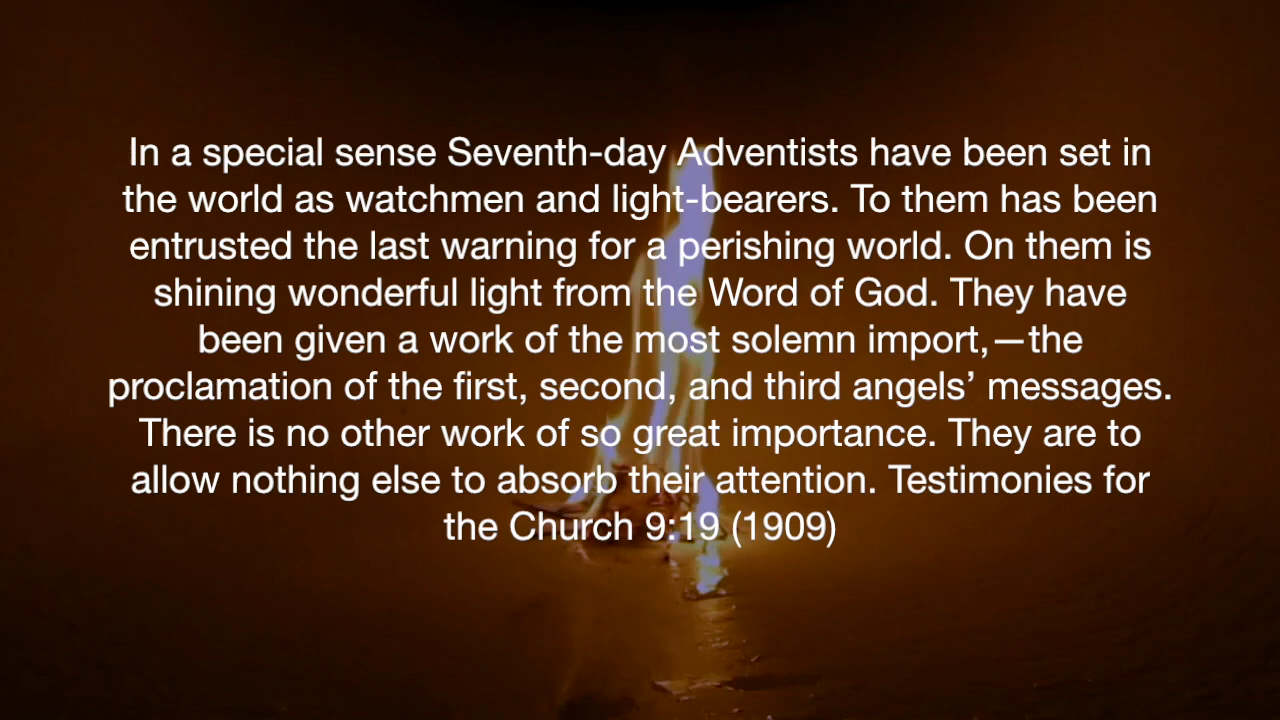 In a special sense Seventh-day Adventists have been set in
the world as watchmen and light-bearers. To them has been
entrusted the last warning for a perishing world. On them is
shining wonderful light from the Word of God. They have
been given a work of the most solemn import,—the
proclamation of the first, second, and third angels’ messages.
There is no other work of so great importance. They are to
allow nothing else to absorb their attention. Testimonies for
the Church 9:19 (1909)